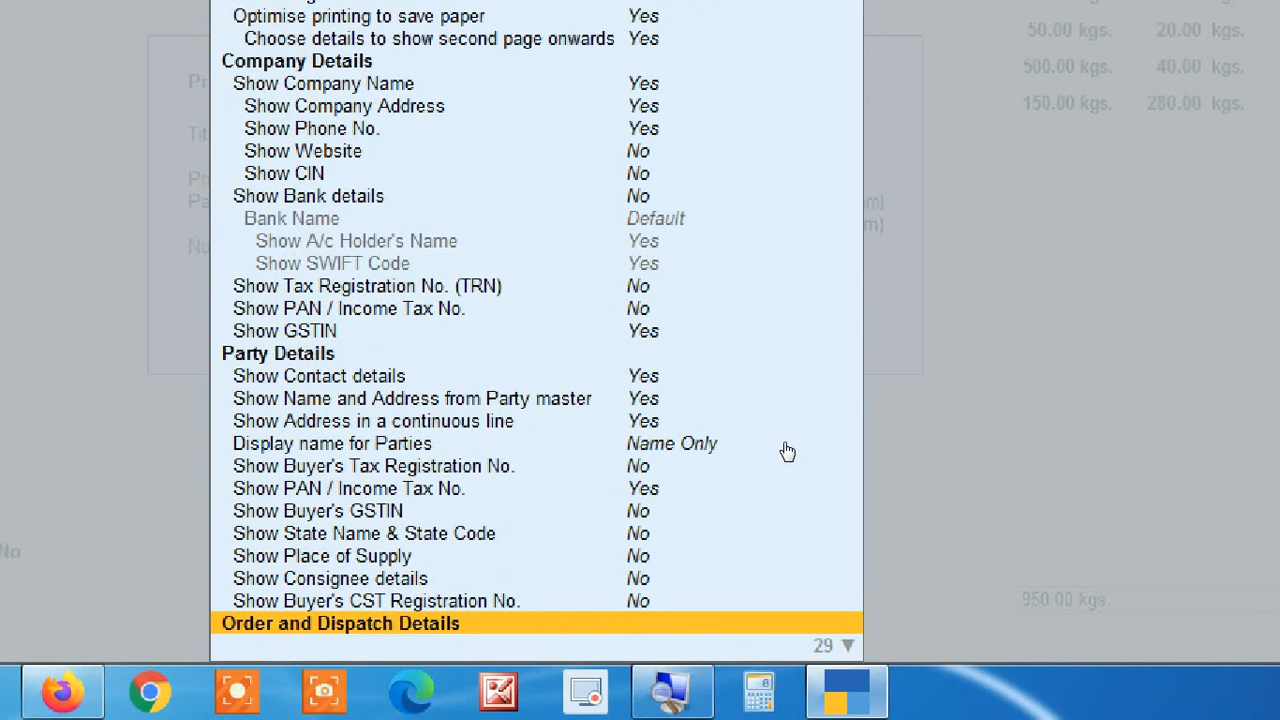 Optimise printing to save paper Yes
Choose details to show second page onwards Yes
Company Details
Show Company Name Yes
Show Company Address Yes
Show Phone No. Yes
Show Website No
Show CIN No
Show Bank details No
Bank Name Default
Show A/c Holder's Name Yes
Show SWIFT Code Yes
Show Tax Registration No. (TRN) No
Show PAN / Income Tax No. No
Show GSTIN Yes
Party Details
Show Contact details Yes
Show Name and Address from Party master Yes
Show Address in a continuous line Yes
Display name for Parties Name Only
Show Buyer's Tax Registration No. No
Show PAN / Income Tax No. Yes
Show Buyer's GSTIN No
Show State Name & State Code No
Show Place of Supply No
Show Consignee details No
Show Buyer's CST Registration No. No
Order and Dispatch Details
29 ▼
50.00 kgs. 20.00 kgs.
500.00 kgs. 40.00 kgs.
150.00 kgs. 280.00 kgs.
No
950.00 kgs.